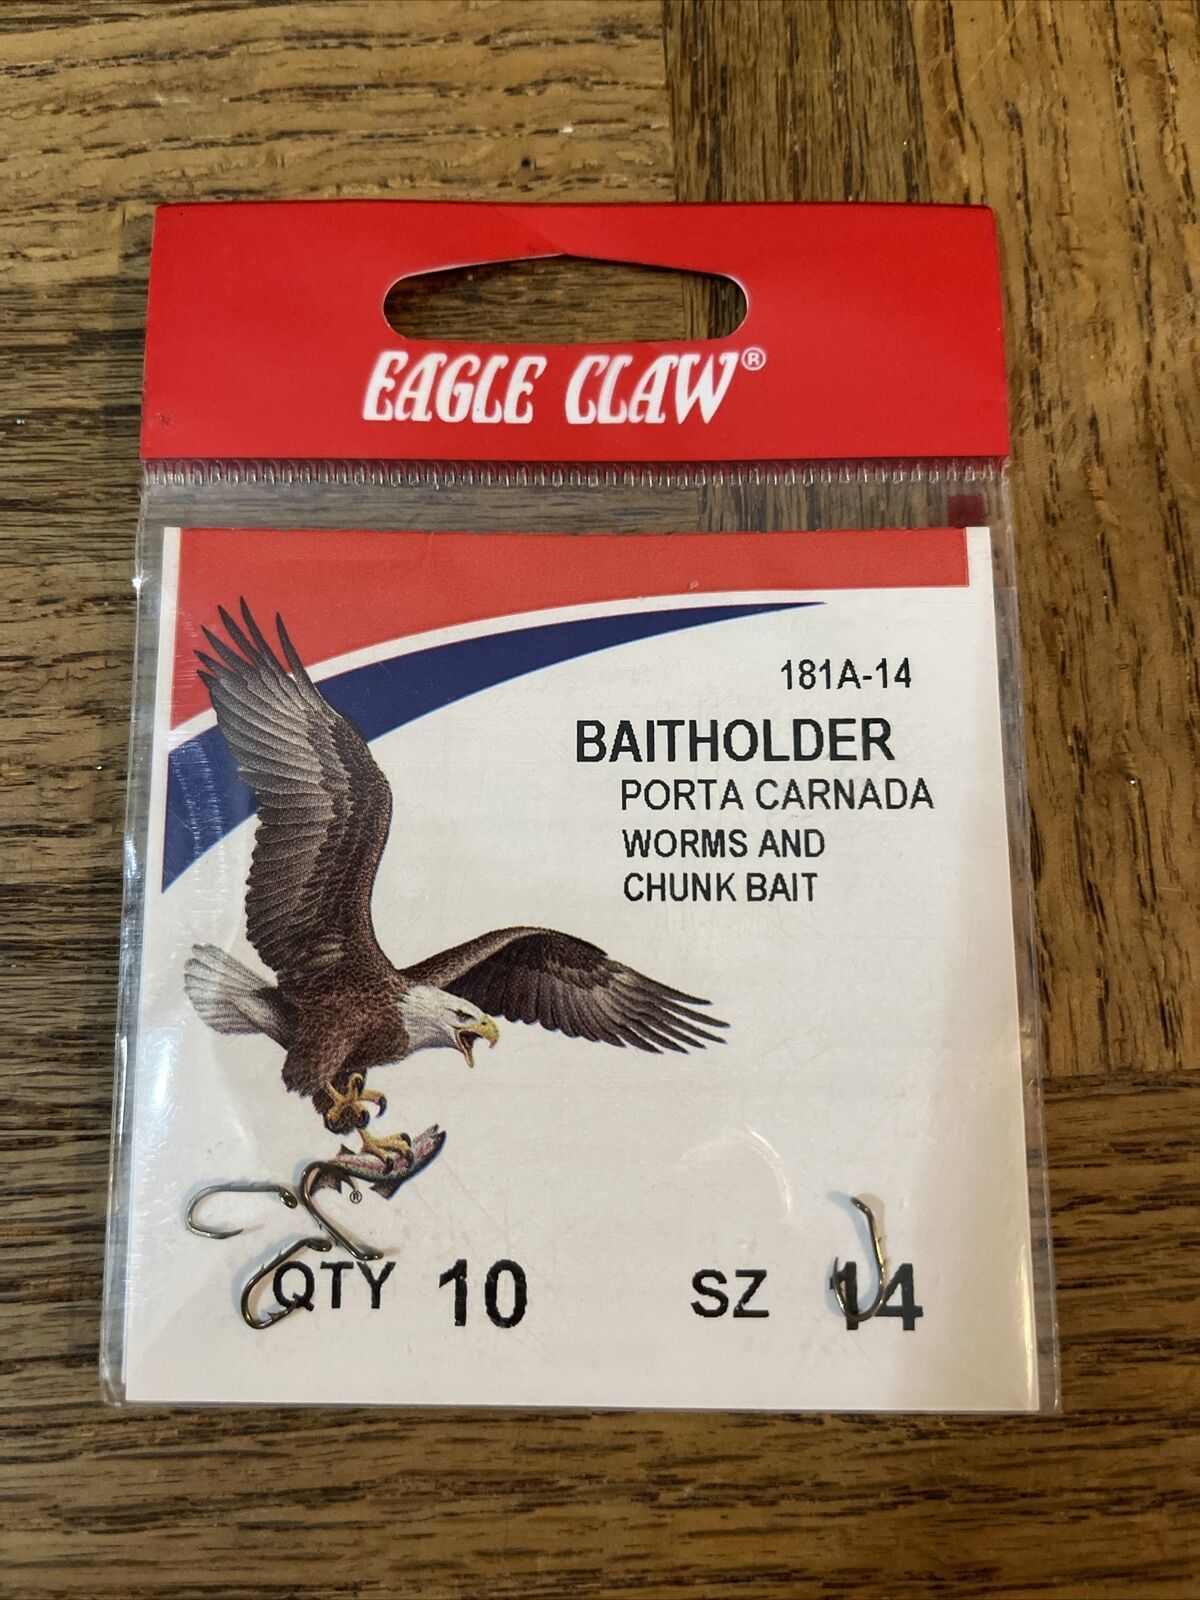 EAGLE CLAW®
181A-14
BAITHOLDER
PORTA CARNADA
WORMS AND
CHUNK BAIT
®
QTY 10 SZ 14